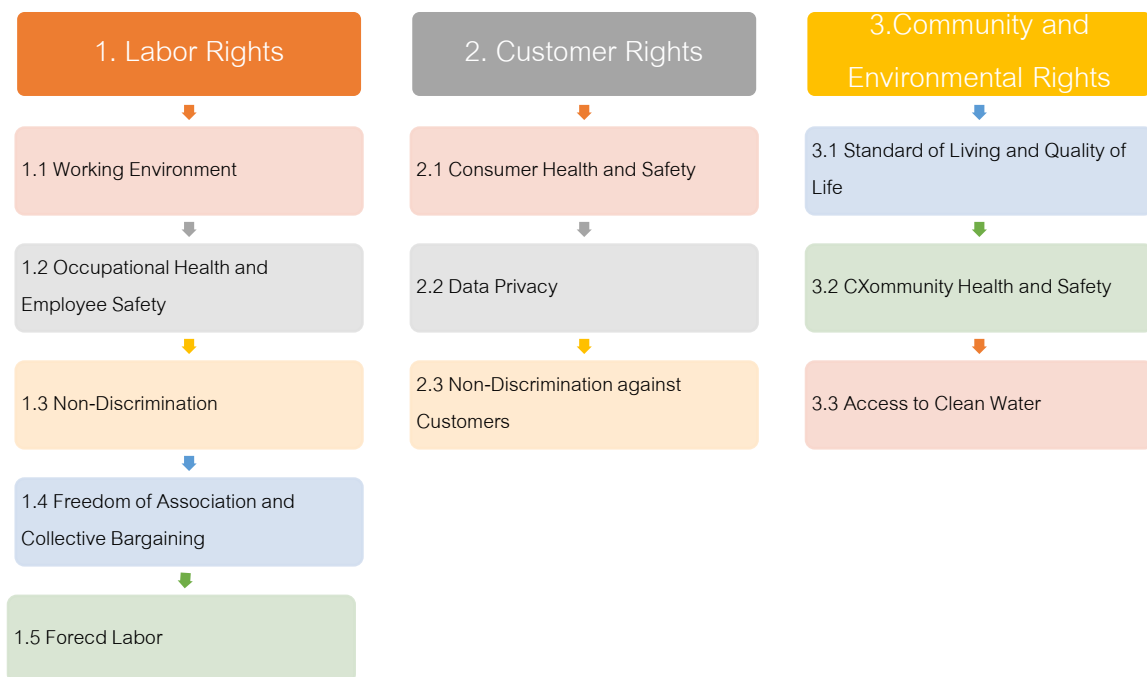 1. Labor Rights
1.1 Working Environment
1.2 Occupational Health and
Employee Safety
1.3 Non-Discrimination
1.4 Freedom of Association and
Collective Bargaining
1.5 Forecd Labor
2. Customer Rights
2.1 Consumer Health and Safety
2.2 Data Privacy
2.3 Non-Discrimination against
Customers
3.Community and
Environmental Rights
3.1 Standard of Living and Quality of
Life
3.2 CXommunity Health and Safety
3.3 Access to Clean Water